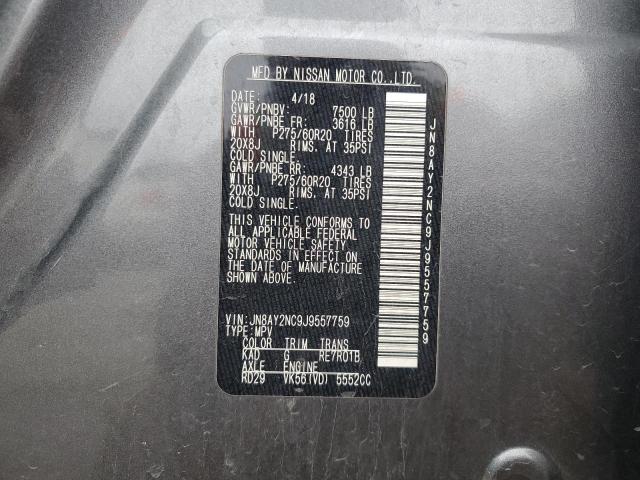 MFD BY NISSAN MOTOR CO.,LTD.
DATE: 4/18
GVWR/PNBV: 7500 LB
GAWR/PNBE FR: 3616 LB
WITH P275/60R20 TIRES
20X8J RIMS. AT 35PSI
COLD SINGLE.
GAWR/PNBE RR: 4343 LB
WITH P275/60R20 TIRES
20X8J RIMS. AT 35PSI
COLD SINGLE.
THIS VEHICLE CONFORMS TO
ALL APPLICABLE FEDERAL
MOTOR VEHICLE SAFETY
STANDARDS IN EFFECT ON
THE DATE OF MANUFACTURE
SHOWN ABOVE.
VIN:JN8AY2NC9J9557759
TYPE:MPV
COLOR TRIM TRANS
KAD G RE7R01B
AXLE ENGINE
RD29 VK56(VD) 5552CC
JN8AY2NC9J9557759